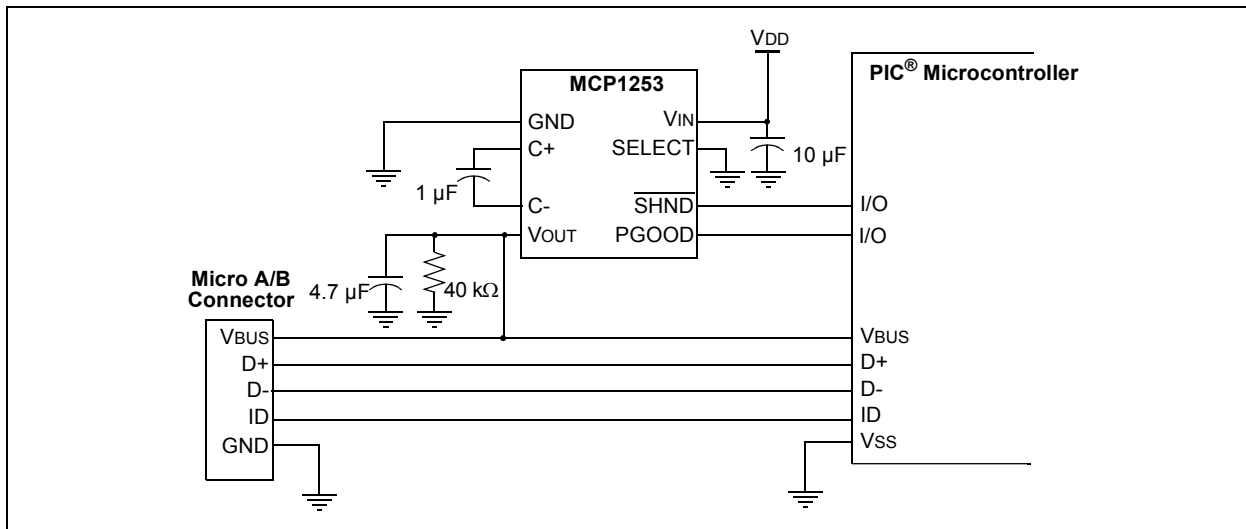 VDD
PIC® Microcontroller
MCP1253
GND
VIN
C+
SELECT
10 µF
1 µF
C-
SHND
I/O
VOUT
PGOOD
I/O
Micro A/B
Connector
4.7 µF
40 kΩ
VBUS
VBUS
D+
D+
D-
D-
ID
ID
GND
VSS